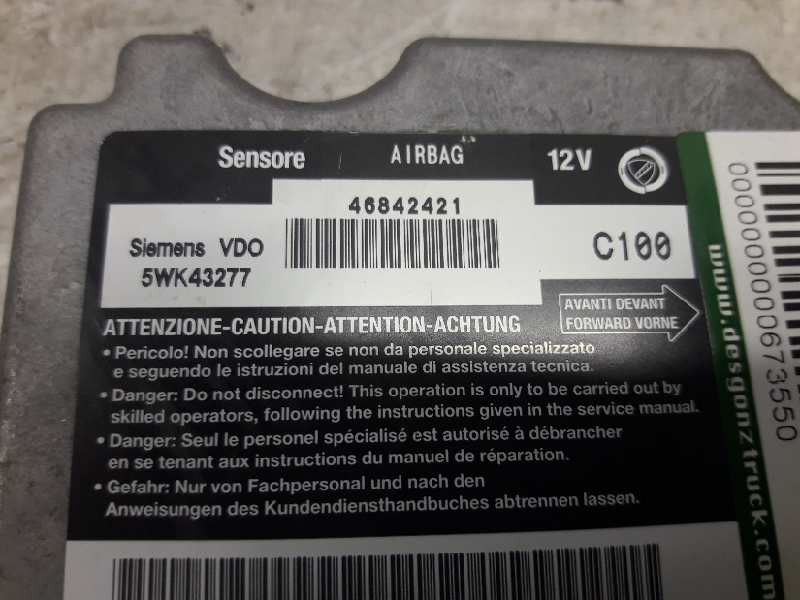 Sensore AIRBAG 12V
46842421
Siemens VDO
5WK43277
C100
AVANTI DEVANT
FORWARD VORNE
ATTENZIONE-CAUTION-ATTENTION-ACHTUNG
• Pericolo! Non scollegare se non da personale specializzato
e seguendo le istruzioni del manuale di assistenza tecnica.
• Danger: Do not disconnect! This operation is only to be carried out by
skilled operators, following the instructions given in the service manual.
• Danger: Seul le personel spécialisé est autorisé à débrancher
en se tenant aux instructions du manuel de réparation.
• Gefahr: Nur von Fachpersonal und nach den
Anweisungen des Kundendiensthandbuches abtrennen lassen.
www.desgonztruck.com
0000000000673550